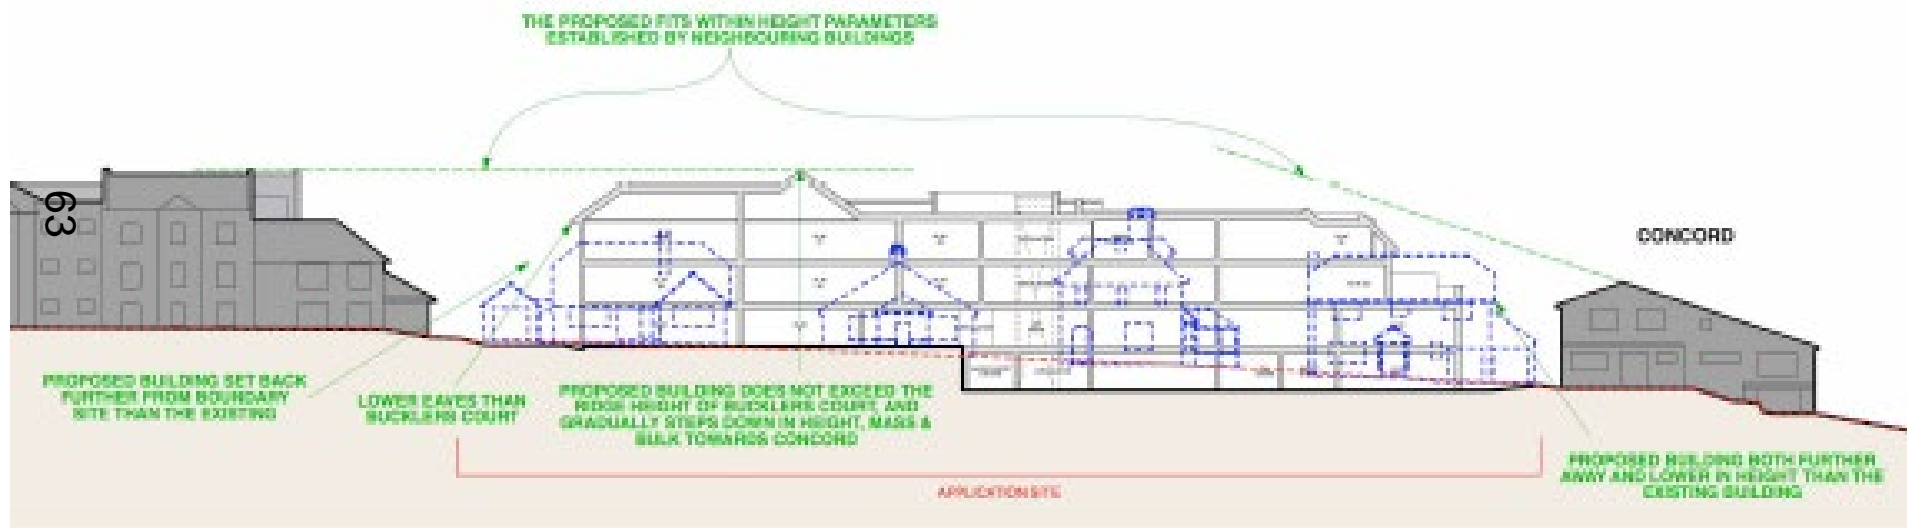 THE PROPOSED FITS WITHIN HEIGHT PARAMETERS
ESTABLISHED BY NEIGHBOURING BUILDINGS
63
CONCORD
PROPOSED BUILDING SET BACK
FURTHER FROM BOUNDARY
SITE THAN THE EXISTING
LOWER EAVES THAN
BUCKLERS COURT
PROPOSED BUILDING DOES NOT EXCEED THE
RIDGE HEIGHT OF BUCKLERS COURT, AND
GRADUALLY STEPS DOWN IN HEIGHT, MASS &
BULK TOWARDS CONCORD
PROPOSED BUILDING BOTH FURTHER
AWAY AND LOWER IN HEIGHT THAN THE
EXISTING BUILDING
APPLICATION SITE